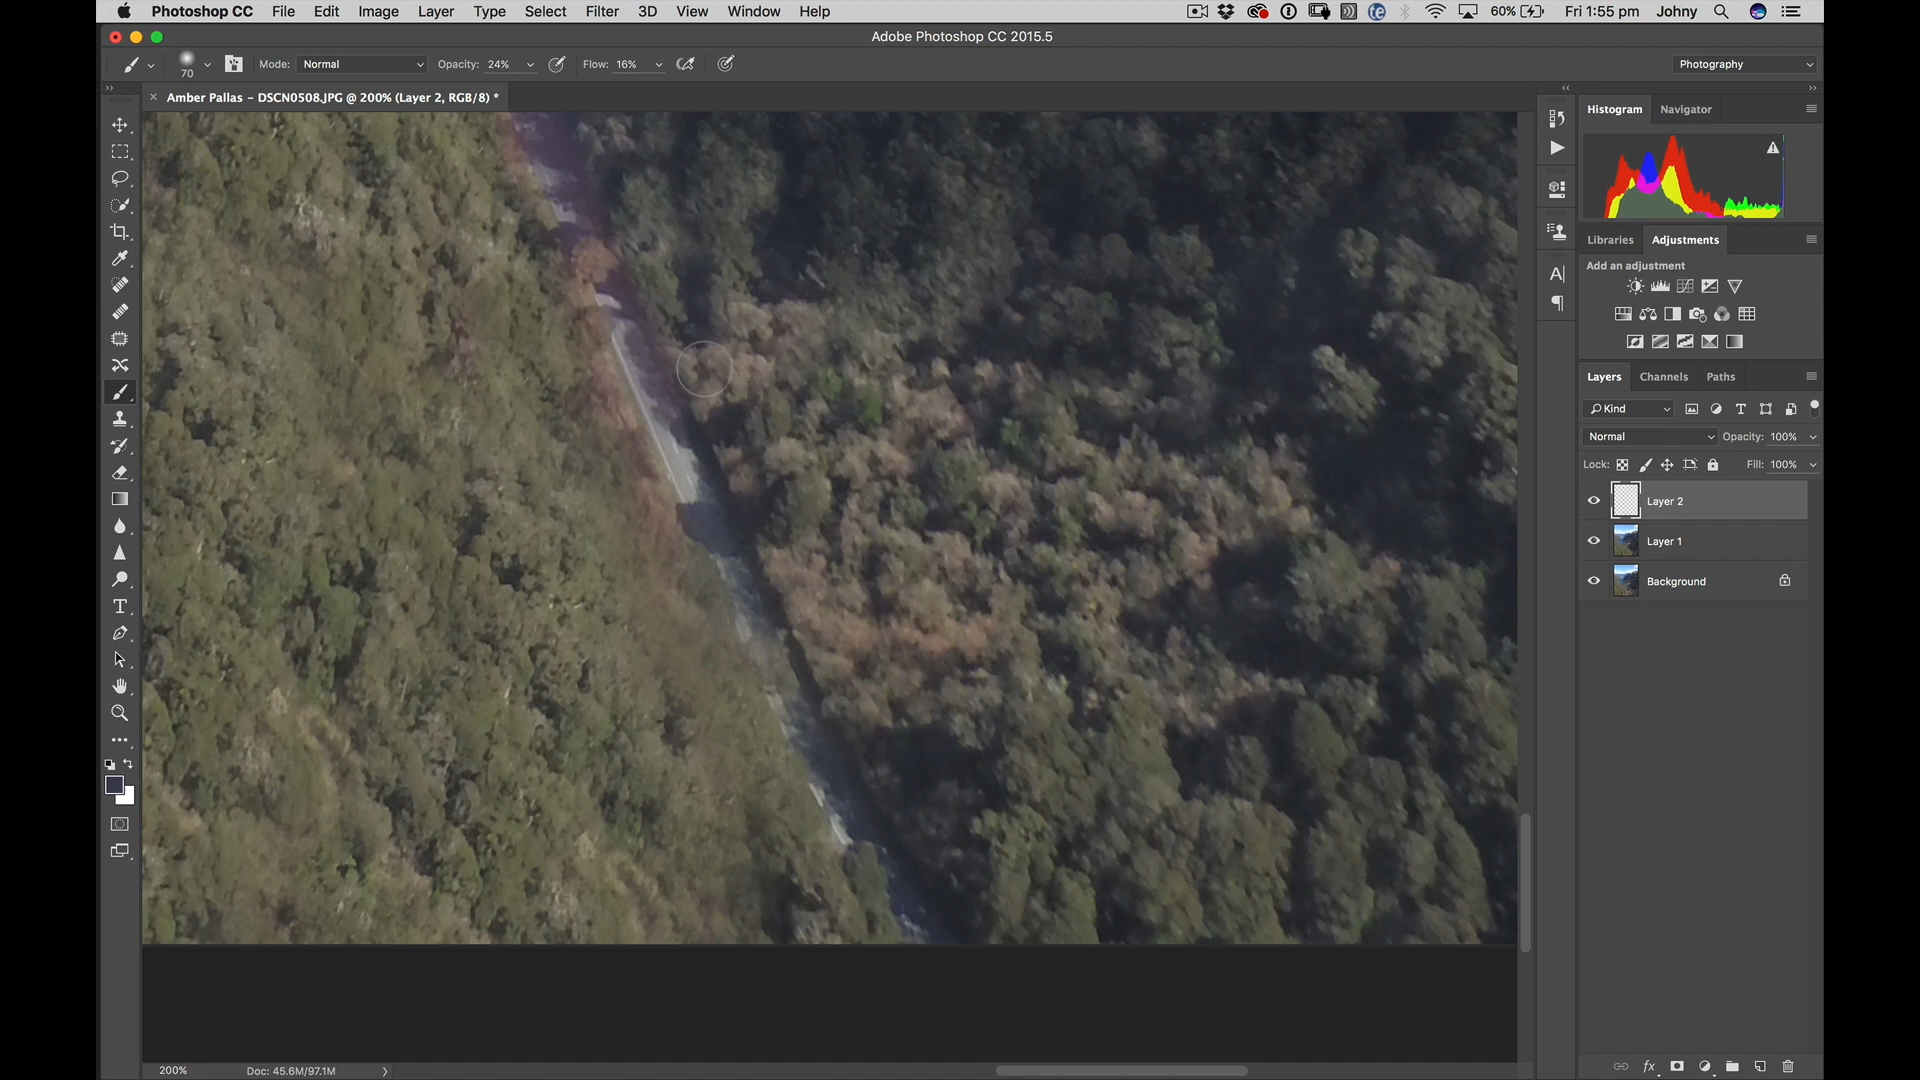 Photoshop CC File Edit Image Layer Type Select Filter 3D View Window Help 60% Fri 1:55 pm Johny
Adobe Photoshop CC 2015.5
70 Mode: Normal Opacity: 24% Flow: 16% Photography
Amber Pallas – DSCN0508.JPG @ 200% (Layer 2, RGB/8) *
Histogram Navigator
Libraries Adjustments
Add an adjustment
Layers Channels Paths
Kind
Normal Opacity: 100%
Lock: Fill: 100%
Layer 2
Layer 1
Background
fx
200% Doc: 45.6M/97.1M